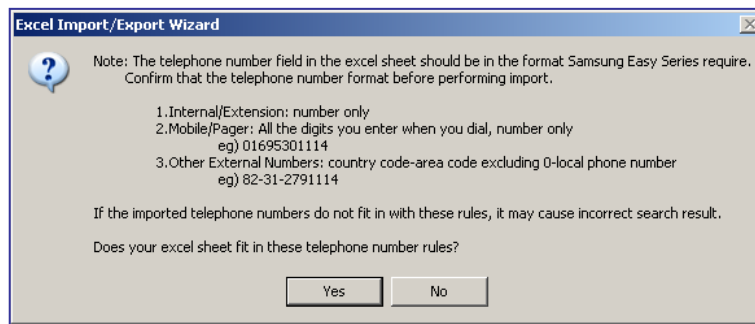 Excel Import/Export Wizard
Note: The telephone number field in the excel sheet should be in the format Samsung Easy Series require.
Confirm that the telephone number format before performing import.
1.Internal/Extension: number only
2.Mobile/Pager: All the digits you enter when you dial, number only
eg) 01695301114
3.Other External Numbers: country code-area code excluding 0-local phone number
eg) 82-31-2791114
If the imported telephone numbers do not fit in with these rules, it may cause incorrect search result.
Does your excel sheet fit in these telephone number rules?
Yes No